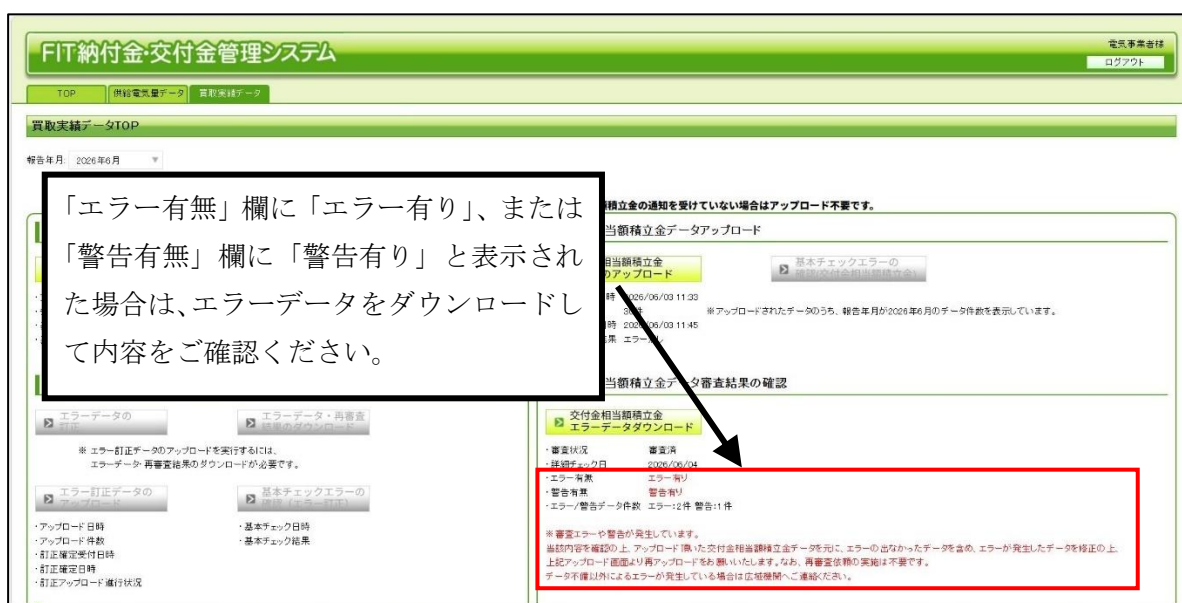 FIT納付金・交付金管理システム
電気事業者様
ログアウト
TOP
供給電気量データ
買取実績データ
買取実績データTOP
報告年月: 2026年6月
積立金の通知を受けていない場合はアップロード不要です。
「エラー有無」欄に「エラー有り」、または
「警告有無」欄に「警告有り」と表示され
た場合は、エラーデータをダウンロードし
て内容をご確認ください。
当額積立金データアップロード
相当額積立金
のアップロード
基本チェックエラーの
確認(交付金相当額積立金)
時 2026/06/03 11:33
件 ※アップロードされたデータのうち、報告年月が2026年6月のデータ件数を表示しています。
時 2026/06/03 11:45
果 エラーなし
当額積立金データ審査結果の確認
エラーデータの
訂正
エラーデータ・再審査
結果のダウンロード
※ エラー訂正データのアップロードを実行するには、
エラーデータ・再審査結果のダウンロードが必要です。
エラー訂正データの
アップロード
基本チェックエラーの
確認(エラー訂正)
・アップロード日時
・アップロード件数
・訂正確定受付日時
・訂正確定日時
・訂正アップロード進行状況
・基本チェック日時
・基本チェック結果
交付金相当額積立金
エラーデータダウンロード
・審査状況 審査済
・詳細チェック日 2026/06/04
・エラー有無 エラー有り
・警告有無 警告有り
・エラー/警告データ件数 エラー:2件 警告:1件
※審査エラーや警告が発生しています。
当該内容を確認の上、アップロード頂いた交付金相当額積立金データを元に、エラーの出なかったデータを含め、エラーが発生したデータを修正の上、
上記アップロード画面より再アップロードをお願いいたします。なお、再審査依頼の実施は不要です。
データ不備以外によるエラーが発生している場合は広域機関へご連絡ください。